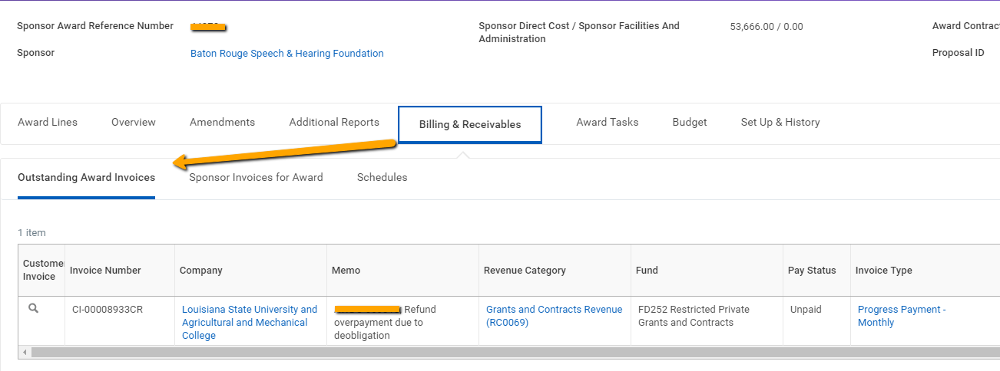 Sponsor Award Reference Number
Sponsor Direct Cost / Sponsor Facilities And
Administration
53,666.00 / 0.00
Award Contrac
Sponsor
Baton Rouge Speech & Hearing Foundation
Proposal ID
Award Lines
Overview
Amendments
Additional Reports
Billing & Receivables
Award Tasks
Budget
Set Up & History
Outstanding Award Invoices
Sponsor Invoices for Award
Schedules
1 item
Custome
Invoice
Invoice Number
Company
Memo
Revenue Category
Fund
Pay Status
Invoice Type
CI-00008933CR
Louisiana State University and
Agricultural and Mechanical
College
Refund
overpayment due to
deobligation
Grants and Contracts Revenue
(RC0069)
FD252 Restricted Private
Grants and Contracts
Unpaid
Progress Payment -
Monthly